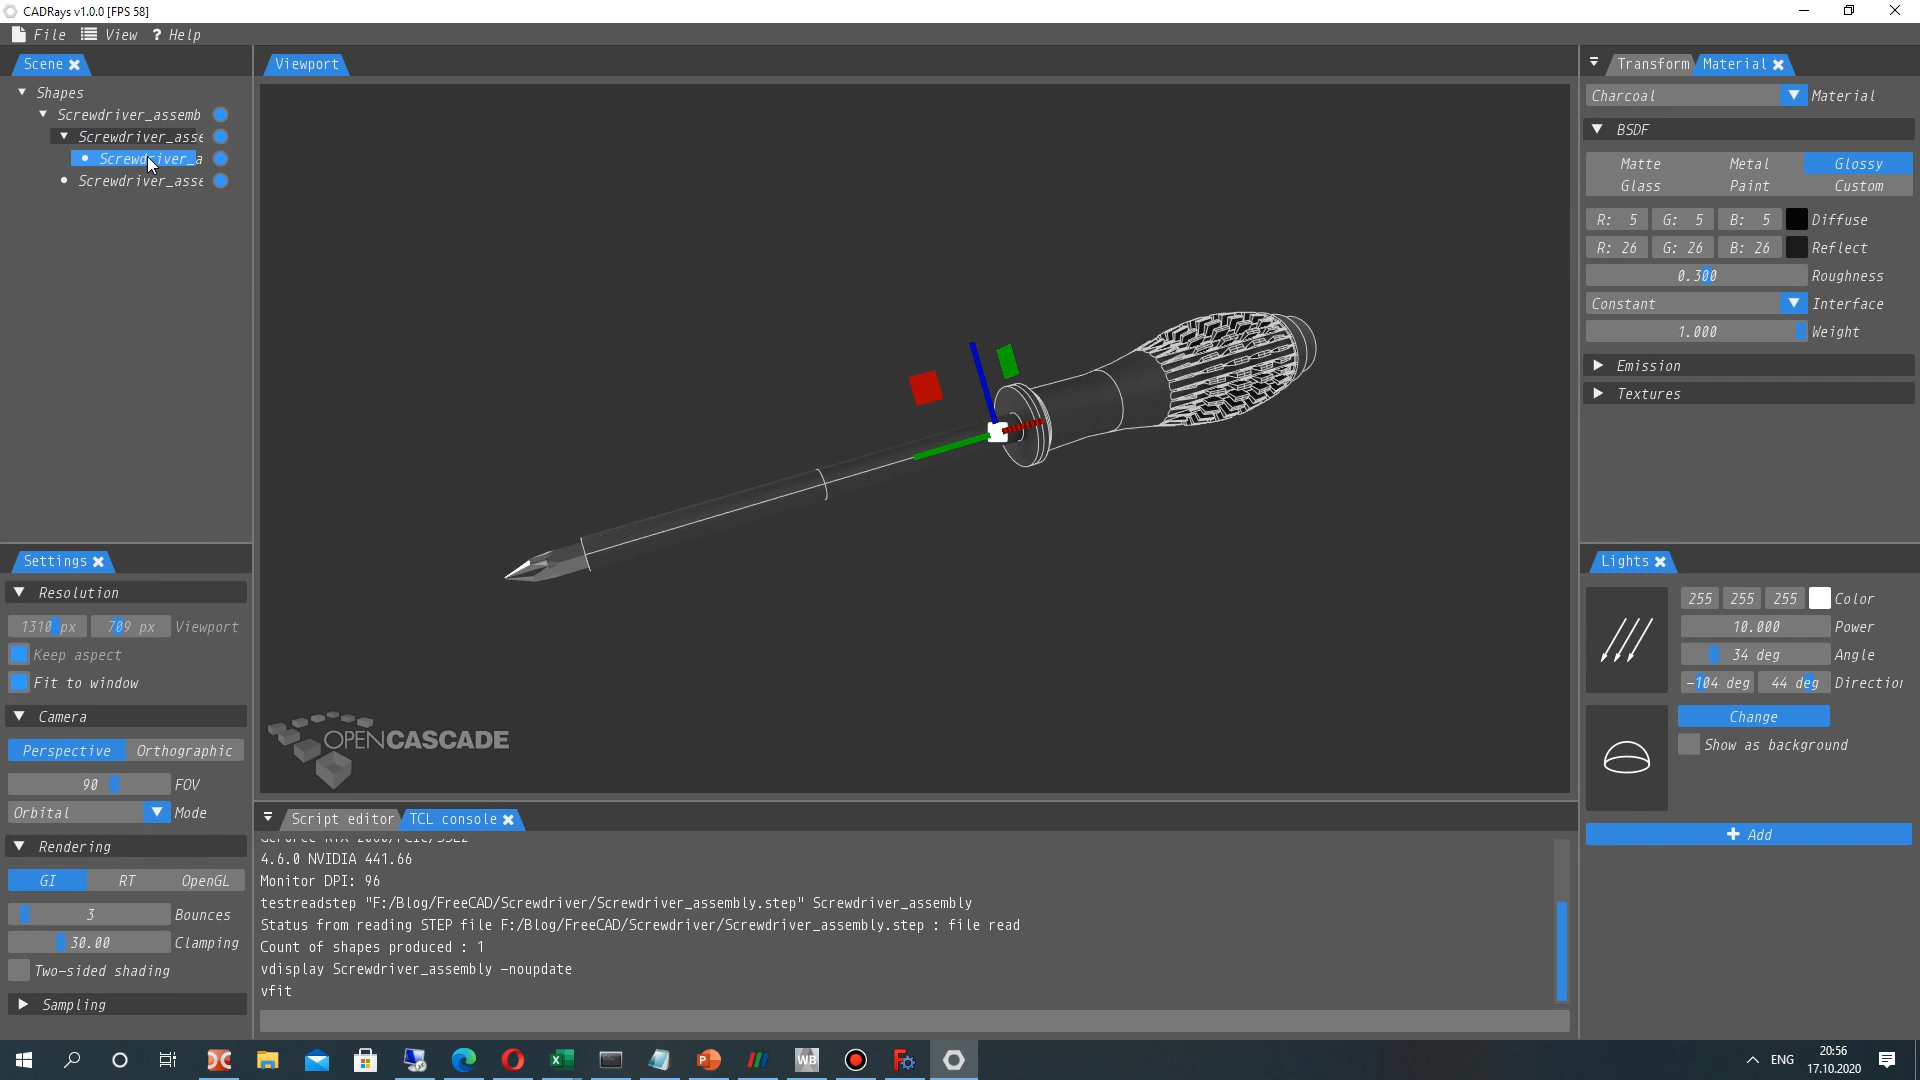 CADRays v1.0.0 [FPS 58]
File View ? Help
Scene
Shapes
Screwdriver_assemb
Screwdriver_asse
Screwdriver_a
Screwdriver_asse
Settings
Resolution
1310 px 709 px Viewport
Keep aspect
Fit to window
Camera
Perspective Orthographic
90 FOV
Orbital Mode
Rendering
GI RT OpenGL
3 Bounces
30.00 Clamping
Two-sided shading
Sampling
Viewport
OPENCASCADE
Script editor TCL console
4.6.0 NVIDIA 441.66
Monitor DPI: 96
testreadstep "F:/Blog/FreeCAD/Screwdriver/Screwdriver_assembly.step" Screwdriver_assembly
Status from reading STEP file F:/Blog/FreeCAD/Screwdriver/Screwdriver_assembly.step : file read
Count of shapes produced : 1
vdisplay Screwdriver_assembly -noupdate
vfit
Transform Material
Charcoal Material
BSDF
Matte Metal Glossy
Glass Paint Custom
R: 5 G: 5 B: 5 Diffuse
R: 26 G: 26 B: 26 Reflect
0.300 Roughness
Constant Interface
1.000 Weight
Emission
Textures
Lights
255 255 255 Color
10.000 Power
34 deg Angle
-104 deg 44 deg Direction
Change
Show as background
+ Add
WB
ENG
20:56
17.10.2020